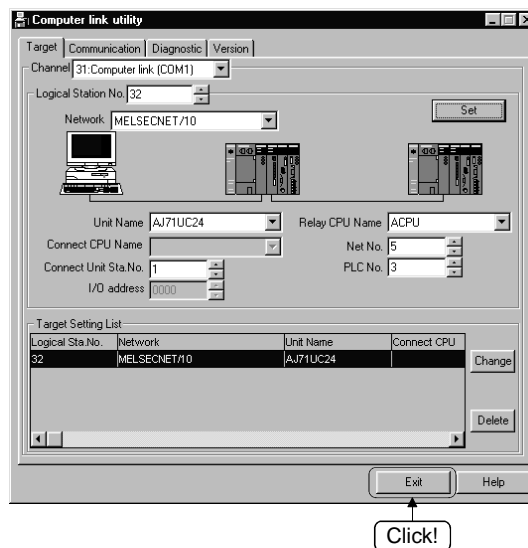 Computer link utility
Target Communication Diagnostic Version
Channel 31:Computer link (COM1)
Logical Station No. 32
Set
Network MELSECNET/10
Unit Name AJ71UC24 Relay CPU Name ACPU
Connect CPU Name Net No. 5
Connect Unit Sta.No. 1 PLC No. 3
I/O address 0000
Target Setting List
Logical Sta.No. Network Unit Name Connect CPU
32 MELSECNET/10 AJ71UC24
Change
Delete
Exit Help
Click!